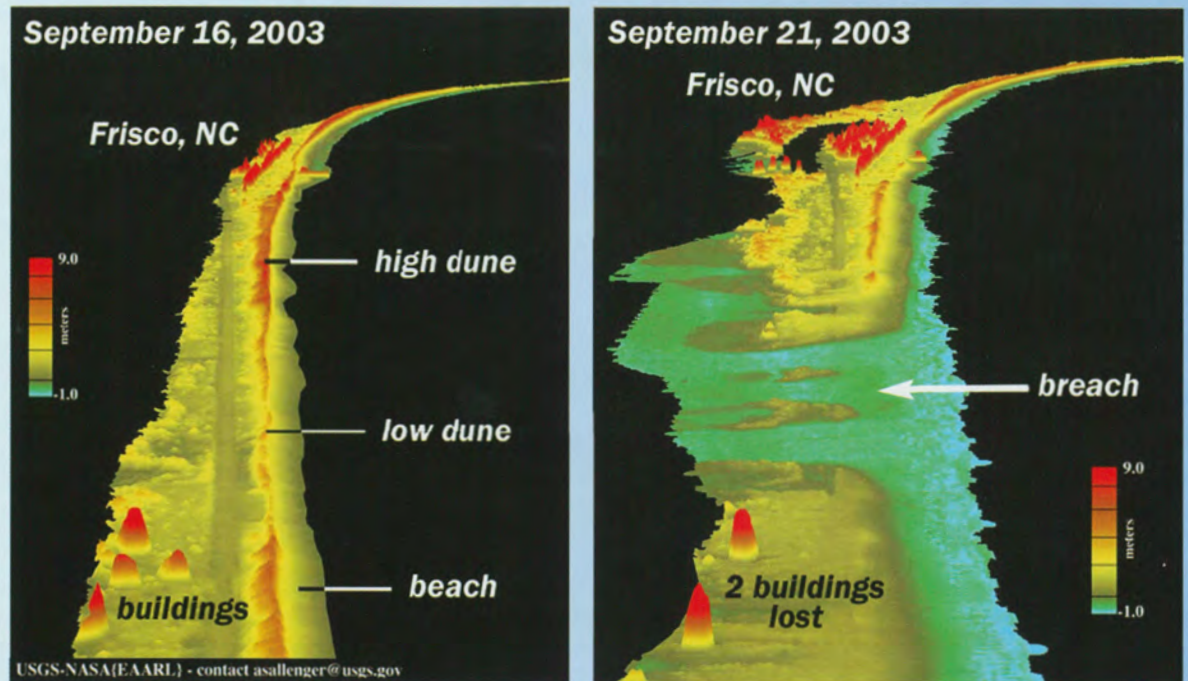 September 16, 2003
Frisco, NC
9.0
meters
-1.0
high dune
low dune
beach
buildings
USGS-NASA{EAARL} - contact asallenger@usgs.gov
September 21, 2003
Frisco, NC
breach
9.0
meters
-1.0
2 buildings
lost